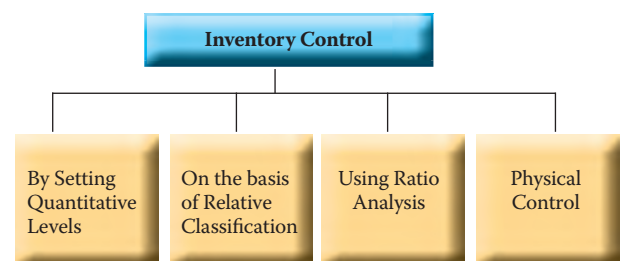 Inventory Control
By Setting
Quantitative
Levels
On the basis
of Relative
Classification
Using Ratio
Analysis
Physical
Control